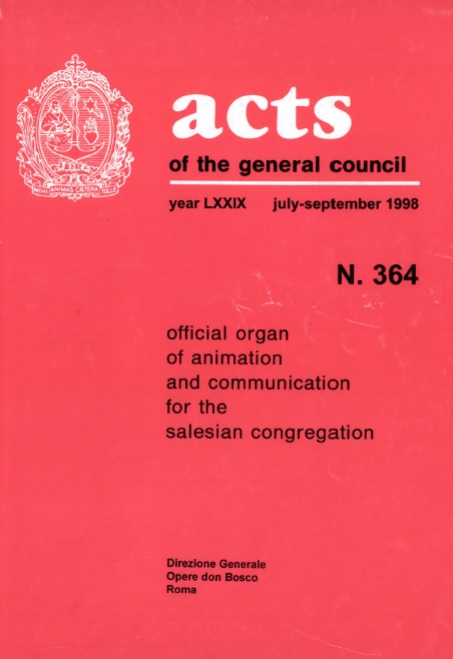 acts
of the general council
year LXXIX july-september 1998
N. 364
official organ
of animation
and communication
for the
salesian congregation
Direzione Generale
Opere don Bosco
Roma